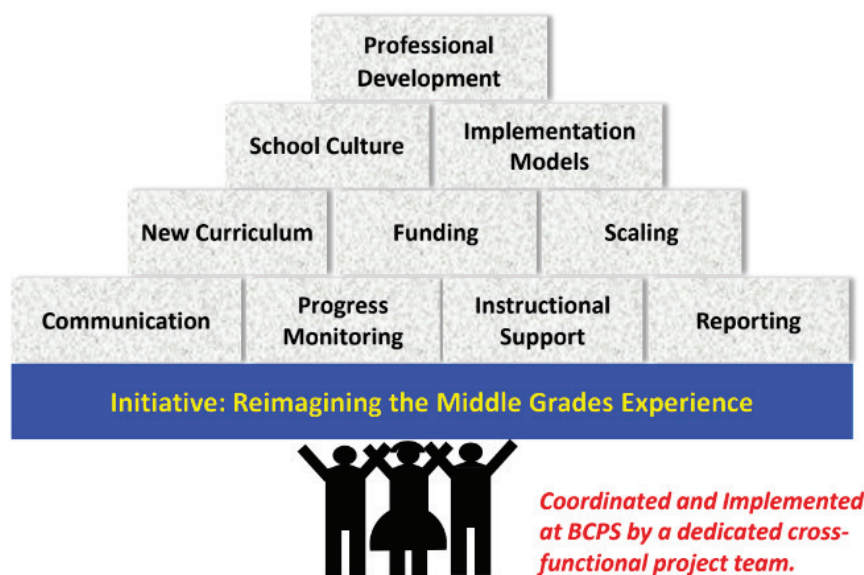 Professional
Development
School Culture
Implementation
Models
New Curriculum
Funding
Scaling
Communication
Progress
Monitoring
Instructional
Support
Reporting
Initiative: Reimagining the Middle Grades Experience
Coordinated and Implemented
at BCPS by a dedicated cross-
functional project team.